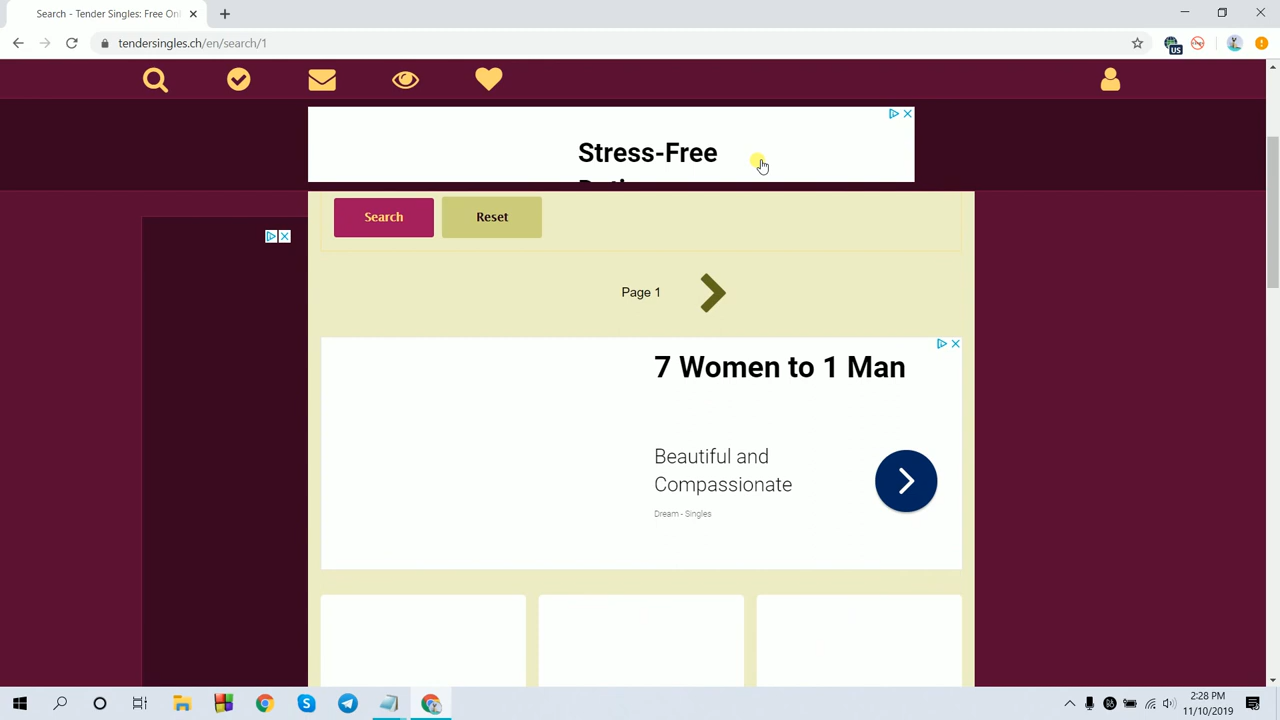 Search - Tender Singles: Free Onl
tendersingles.ch/en/search/1
US
Stress-Free
Search
Reset
Page 1
7 Women to 1 Man
Beautiful and
Compassionate
Dream - Singles
2:28 PM
11/10/2019